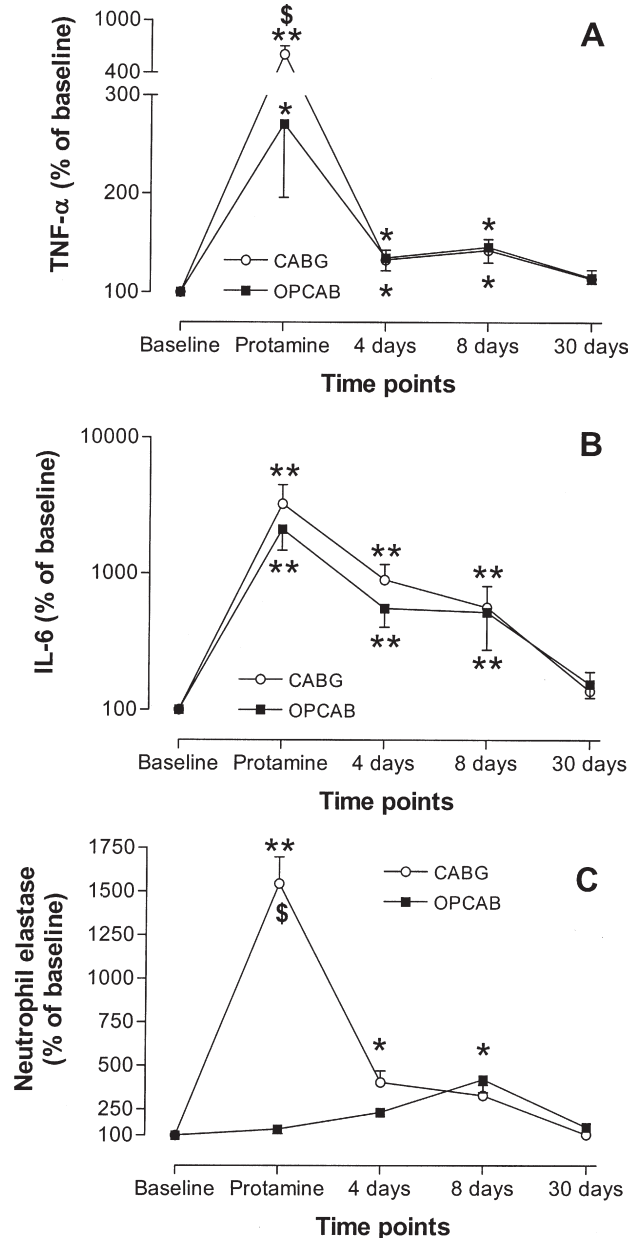 A
TNF-α (% of baseline)
1000
400
300
200
100
$
**
*
*
*
*
*
CABG
OPCAB
Baseline Protamine 4 days 8 days 30 days
Time points
B
IL-6 (% of baseline)
10000
1000
100
**
**
**
**
**
**
CABG
OPCAB
Baseline Protamine 4 days 8 days 30 days
Time points
C
Neutrophil elastase
(% of baseline)
1750
1500
1250
1000
750
500
250
100
**
$
*
*
CABG
OPCAB
Baseline Protamine 4 days 8 days 30 days
Time points